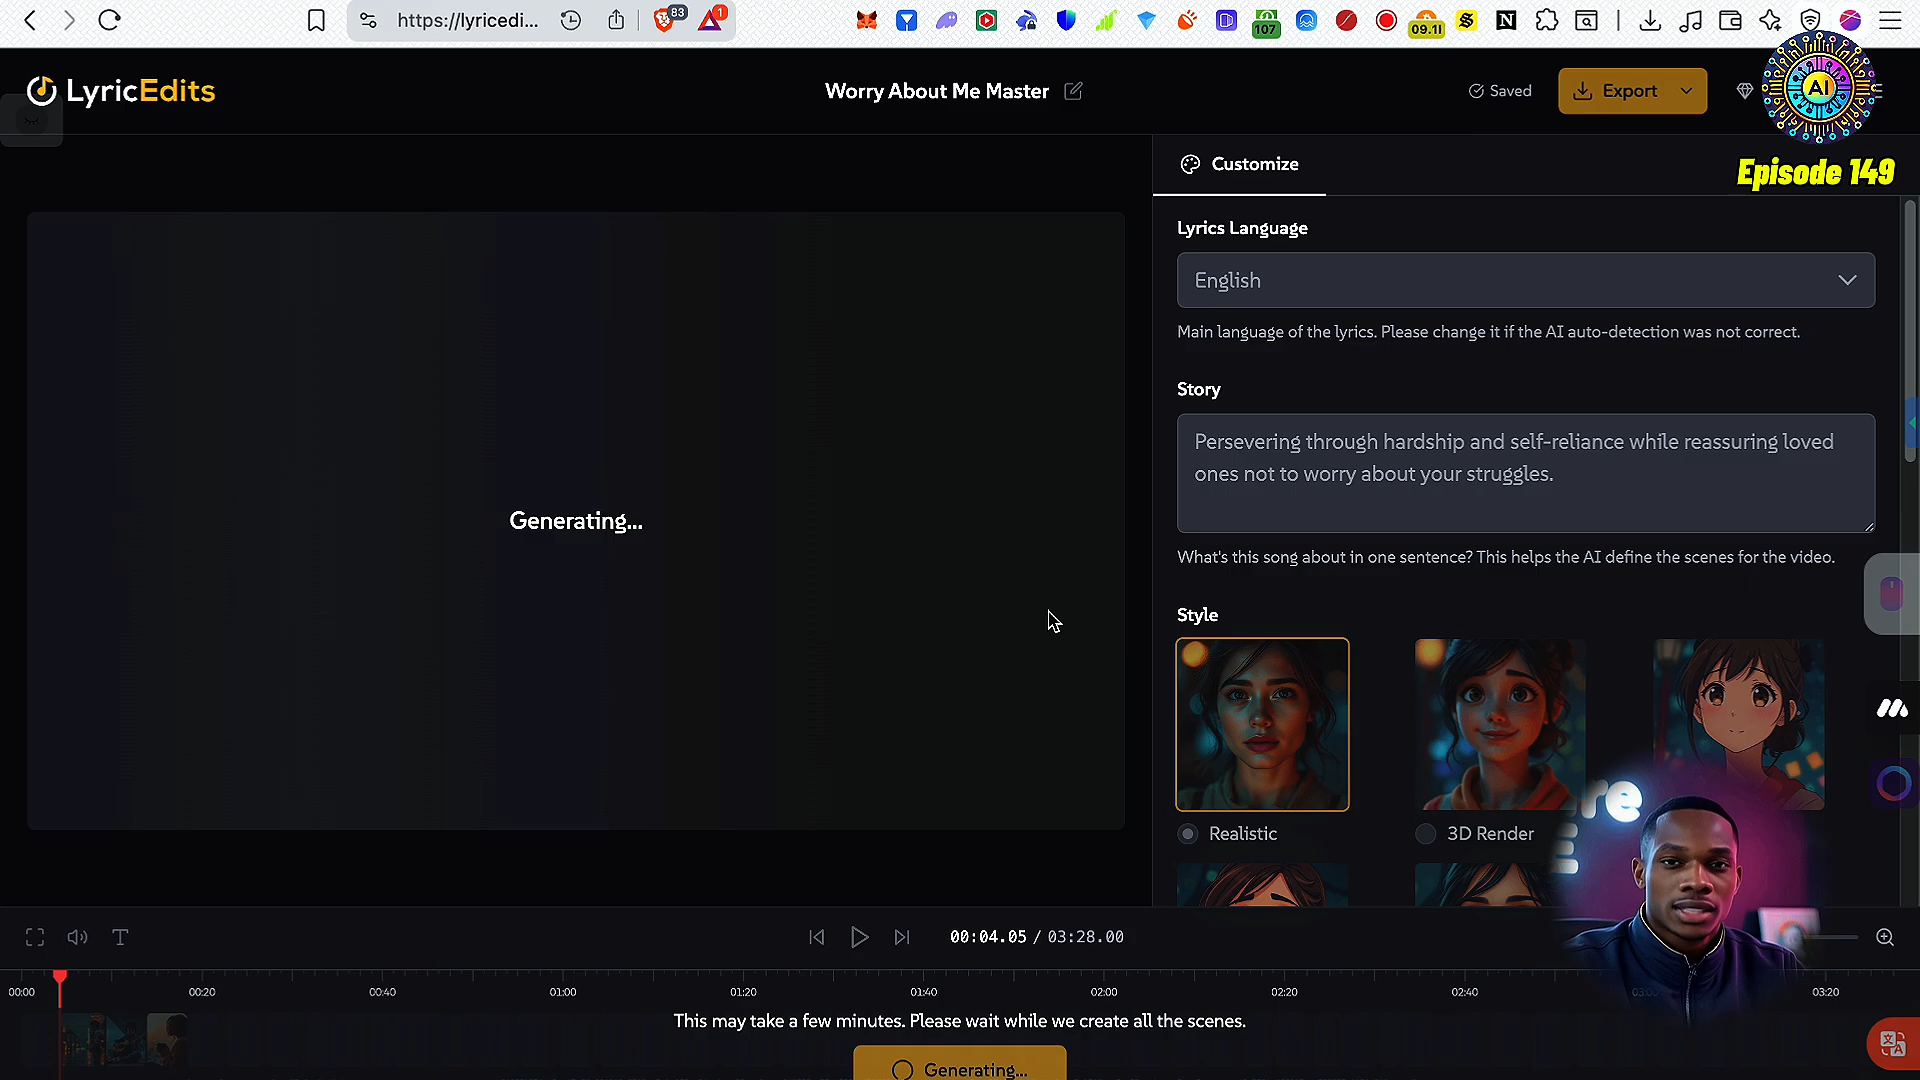 https://lyricedi...
83
1
107
09.1l
LyricEdits
Worry About Me Master
Saved
Export
AI
Episode 149
Customize
Lyrics Language
English
Main language of the lyrics. Please change it if the AI auto-detection was not correct.
Story
Persevering through hardship and self-reliance while reassuring loved
ones not to worry about your struggles.
What's this song about in one sentence? This helps the AI define the scenes for the video.
Style
Generating...
Realistic
3D Render
re
E
00:04.05 / 03:28.00
00:00
00:20
00:40
01:00
01:20
01:40
02:00
02:20
02:40
03:00
03:20
This may take a few minutes. Please wait while we create all the scenes.
Generating...